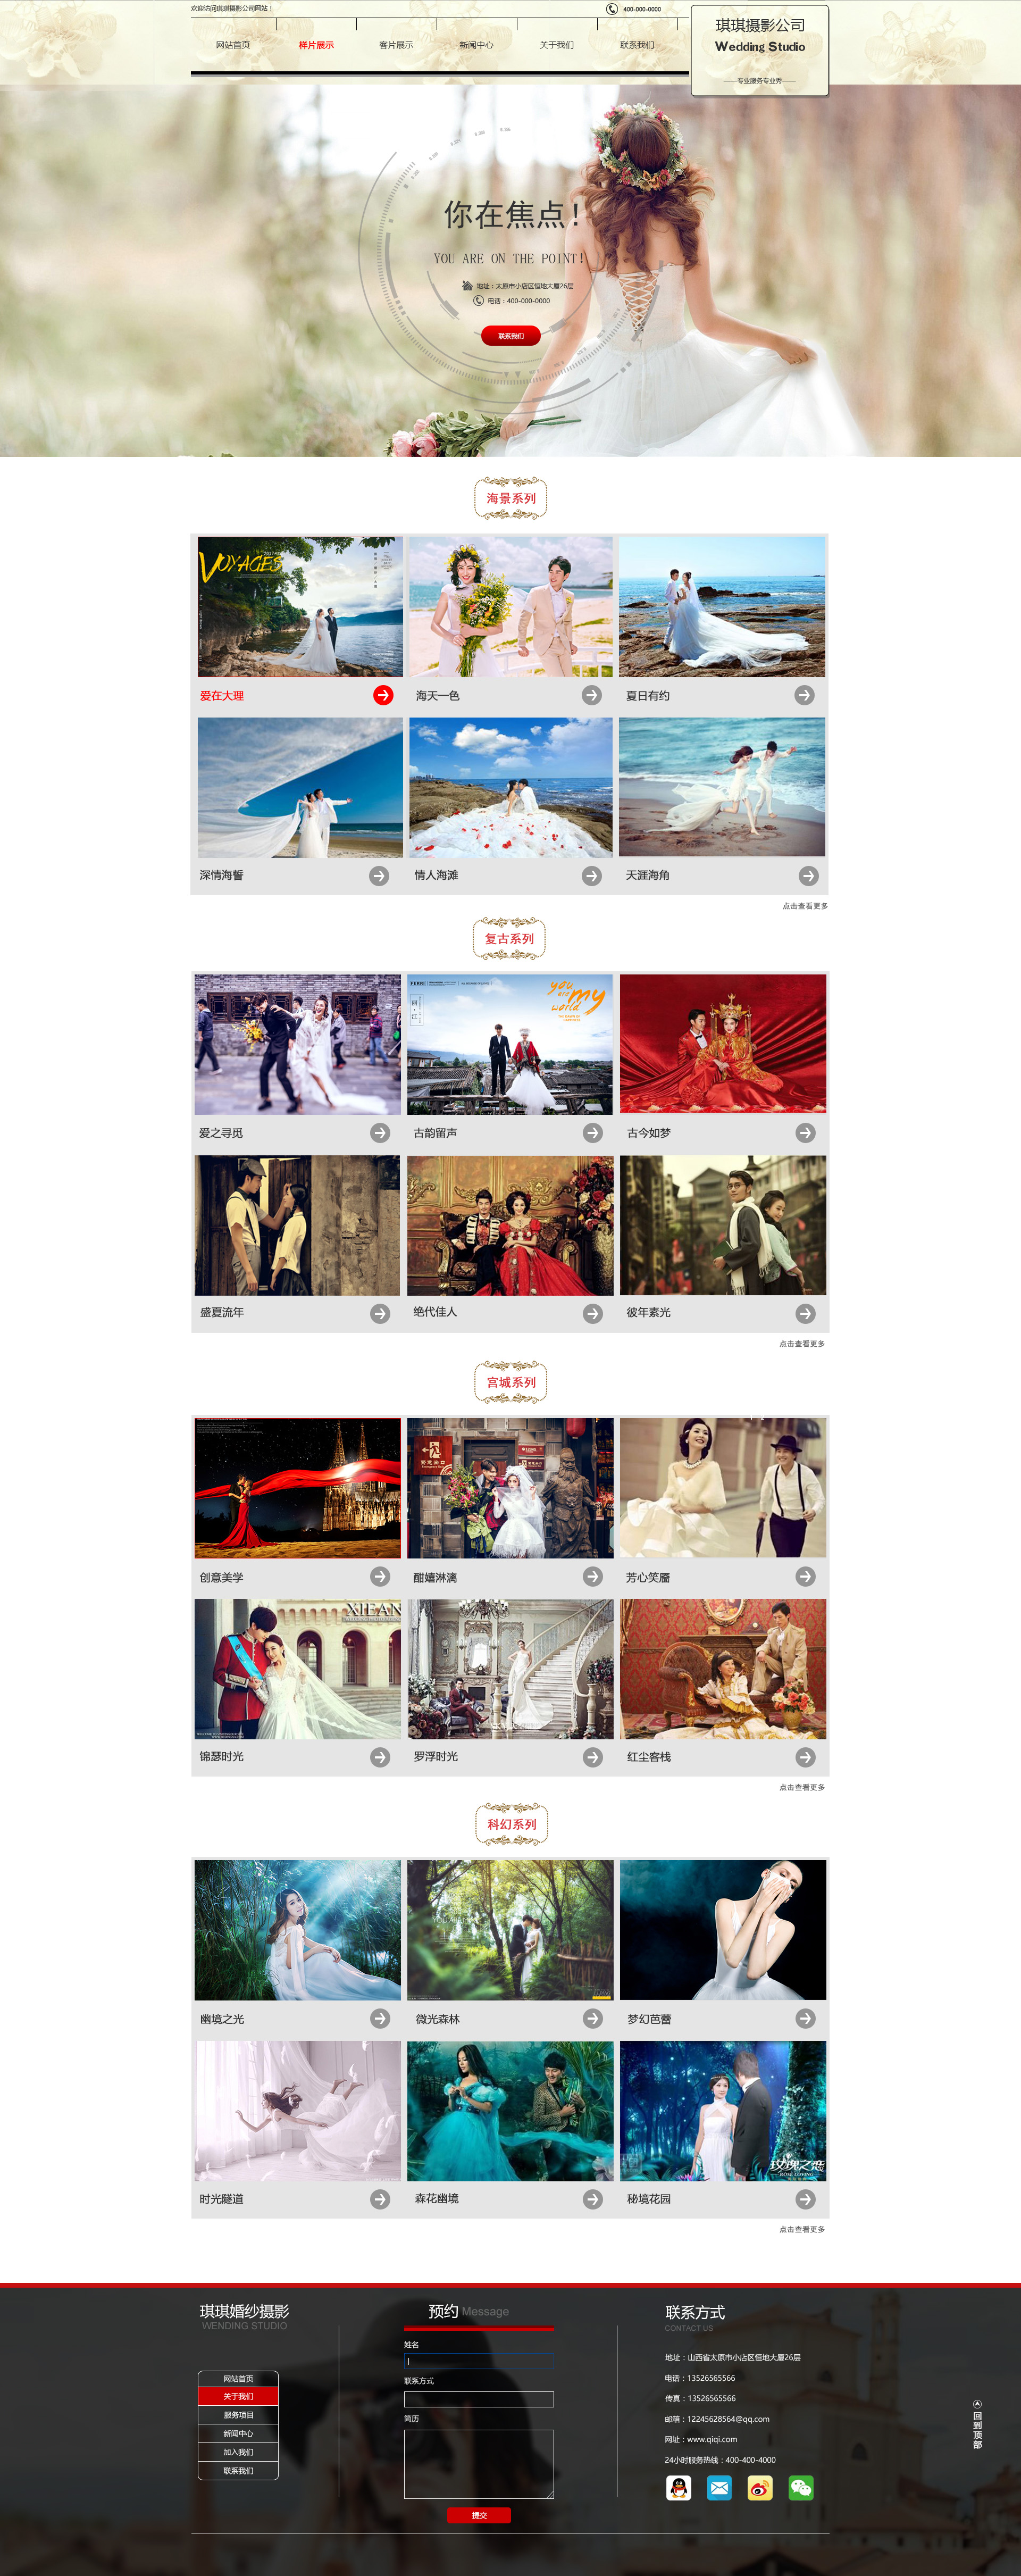 欢迎访问琪琪摄影公司网站！
400-000-0000
网站首页
样片展示
客片展示
新闻中心
关于我们
联系我们
琪琪摄影公司
Wedding Studio
——专业服务专业秀——
你在焦点！
YOU ARE ON THE POINT!
地址：太原市小店区恒地大厦26层
电话：400-000-0000
联系我们
海景系列
VOYAGES
爱在大理
海天一色
夏日有约
深情海誓
情人海滩
天涯海角
点击查看更多
复古系列
FERRI
you are my world
丽·江
爱之寻觅
古韵留声
古今如梦
盛夏流年
绝代佳人
彼年素光
点击查看更多
宫城系列
创意美学
酣嬉淋漓
芳心笑靥
XIEAN
锦瑟时光
罗浮时光
红尘客栈
点击查看更多
科幻系列
幽境之光
微光森林
梦幻芭蕾
玫瑰之恋
ROSE LOVING
时光隧道
森花幽境
秘境花园
点击查看更多
琪琪婚纱摄影
WENDING STUDIO
网站首页
关于我们
服务项目
新闻中心
加入我们
联系我们
预约 Message
姓名
联系方式
简历
提交
联系方式
CONTACT US
地址：山西省太原市小店区恒地大厦26层
电话：13526565566
传真：13526565566
邮箱：12245628564@qq.com
网址：www.qiqi.com
24小时服务热线：400-400-4000
回到顶部